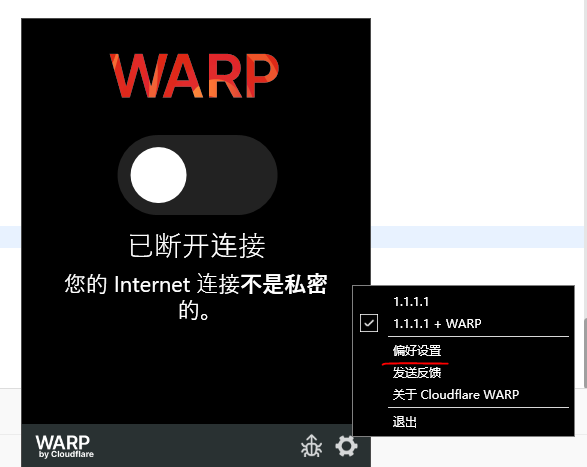 WARP
已断开连接
您的 Internet 连接不是私密
的。
1.1.1.1
1.1.1.1 + WARP
偏好设置
发送反馈
关于 Cloudflare WARP
退出
WARP
by Cloudflare